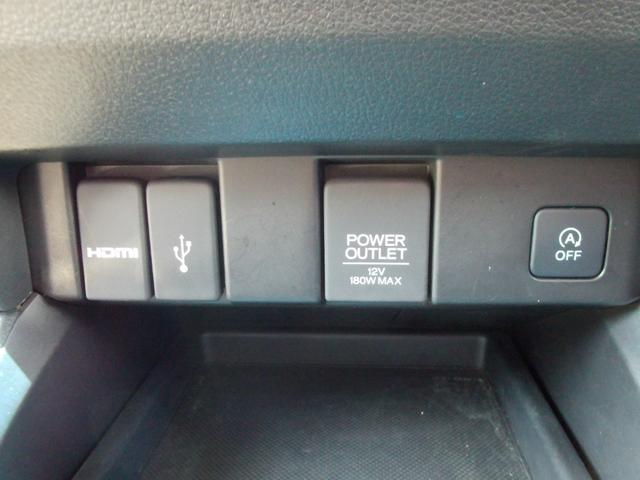 HDMI
POWER
OUTLET
12V
180W MAX
A
OFF